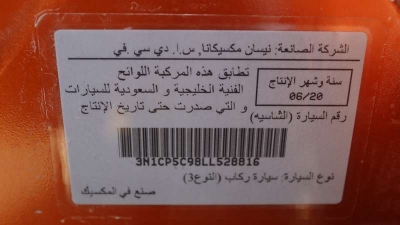 الشركة الصانعة: نيسان مكسيكانا, س.ا. دي سي. في
تطابق هذه المركبة اللوائح
الفنية الخليجية و السعودية للسيارات
و التي صدرت حتى تاريخ الإنتاج
سنة وشهر الإنتاج
06/20
رقم السيارة (الشاسيه)
3N1CP5C98LL528816
نوع السيارة: سيارة ركاب (النوع3)
صنع في المكسيك